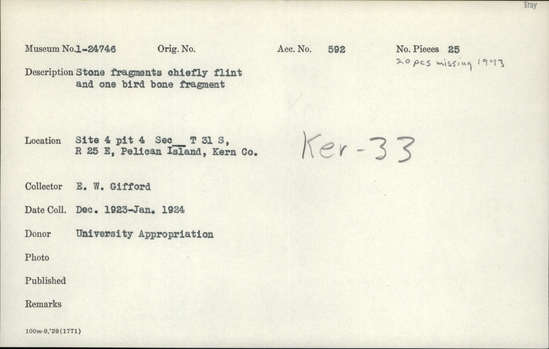 Stray
Museum No. 1-24746 Orig. No. Acc. No. 592 No. Pieces 25
20 pcs missing 1973
Description Stone fragments chiefly flint
and one bird bone fragment
Location Site 4 pit 4 Sec__ T 31 S,
R 25 E, Pelican Island, Kern Co.
Ker-33
Collector E. W. Gifford
Date Coll. Dec. 1923-Jan. 1924
Donor University Appropriation
Photo
Published
Remarks
100m-9,'29(1771)